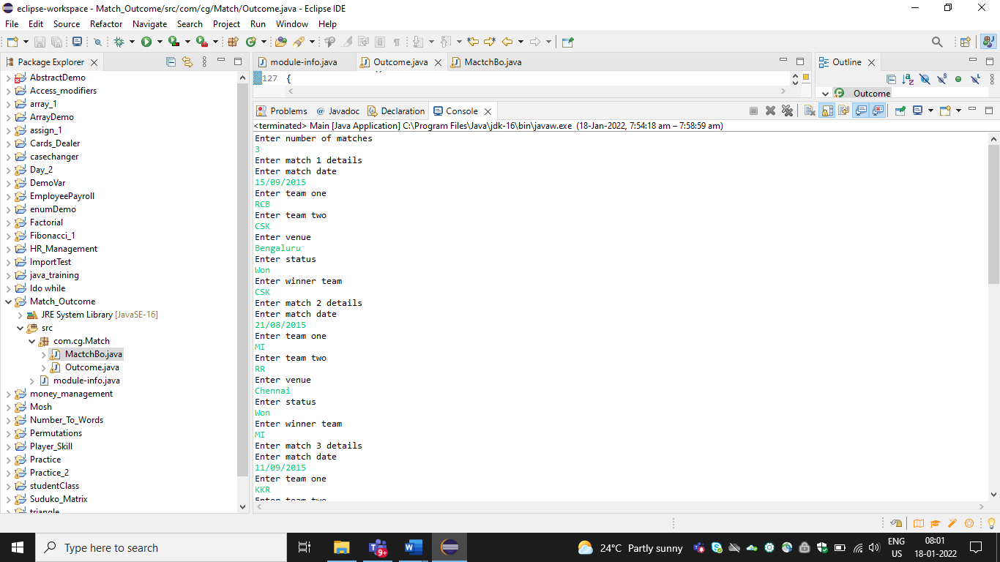 eclipse-workspace - Match_Outcome/src/com/cg/Match/Outcome.java - Eclipse IDE
File Edit Source Refactor Navigate Search Project Run Window Help
Package Explorer
AbstractDemo
Access_modifiers
array_1
ArrayDemo
assign_1
Cards_Dealer
casechanger
Day_2
DemoVar
EmployeePayroll
enumDemo
Factorial
Fibonacci_1
HR_Management
ImportTest
java_training
ldo while
Match_Outcome
JRE System Library [JavaSE-16]
src
com.cg.Match
MactchBo.java
Outcome.java
module-info.java
money_management
Mosh
Number_To_Words
Permutations
Player_Skill
Practice
Practice_2
studentClass
Suduko_Matrix
triangle
module-info.java Outcome.java MactchBo.java
127 {
Outline
Outcome
Problems @ Javadoc Declaration Console
<terminated> Main [Java Application] C:\Program Files\Java\jdk-16\bin\javaw.exe (18-Jan-2022, 7:54:18 am – 7:58:59 am)
Enter number of matches
3
Enter match 1 details
Enter match date
15/09/2015
Enter team one
RCB
Enter team two
CSK
Enter venue
Bengaluru
Enter status
Won
Enter winner team
CSK
Enter match 2 details
Enter match date
21/08/2015
Enter team one
MI
Enter team two
RR
Enter venue
Chennai
Enter status
Won
Enter winner team
MI
Enter match 3 details
Enter match date
11/09/2015
Enter team one
KKR
Enter team two
Type here to search
9+
24°C Partly sunny
ENG
US
08:01
18-01-2022